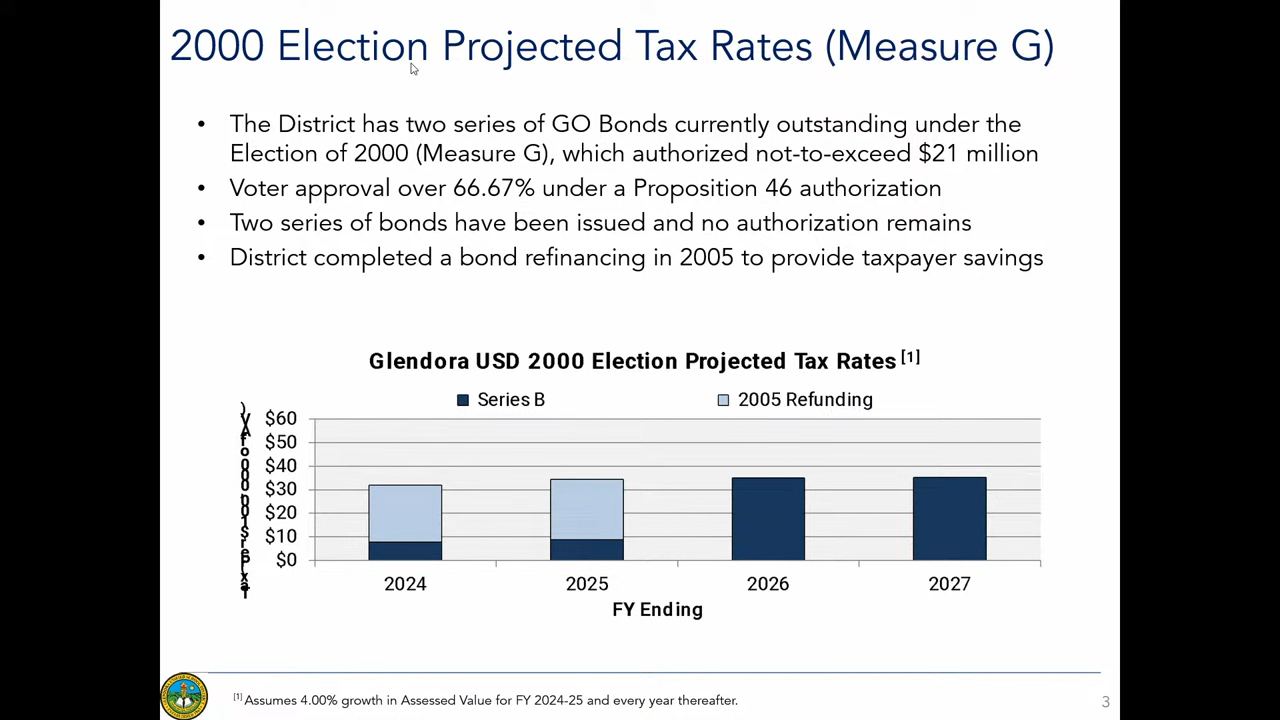 2000 Election Projected Tax Rates (Measure G)
• The District has two series of GO Bonds currently outstanding under the
Election of 2000 (Measure G), which authorized not-to-exceed $21 million
• Voter approval over 66.67% under a Proposition 46 authorization
• Two series of bonds have been issued and no authorization remains
• District completed a bond refinancing in 2005 to provide taxpayer savings
Glendora USD 2000 Election Projected Tax Rates [1]
Series B 2005 Refunding
$60
$50
$40
$30
$20
$10
$0
2024 2025 2026 2027
FY Ending
[1] Assumes 4.00% growth in Assessed Value for FY 2024-25 and every year thereafter.
3